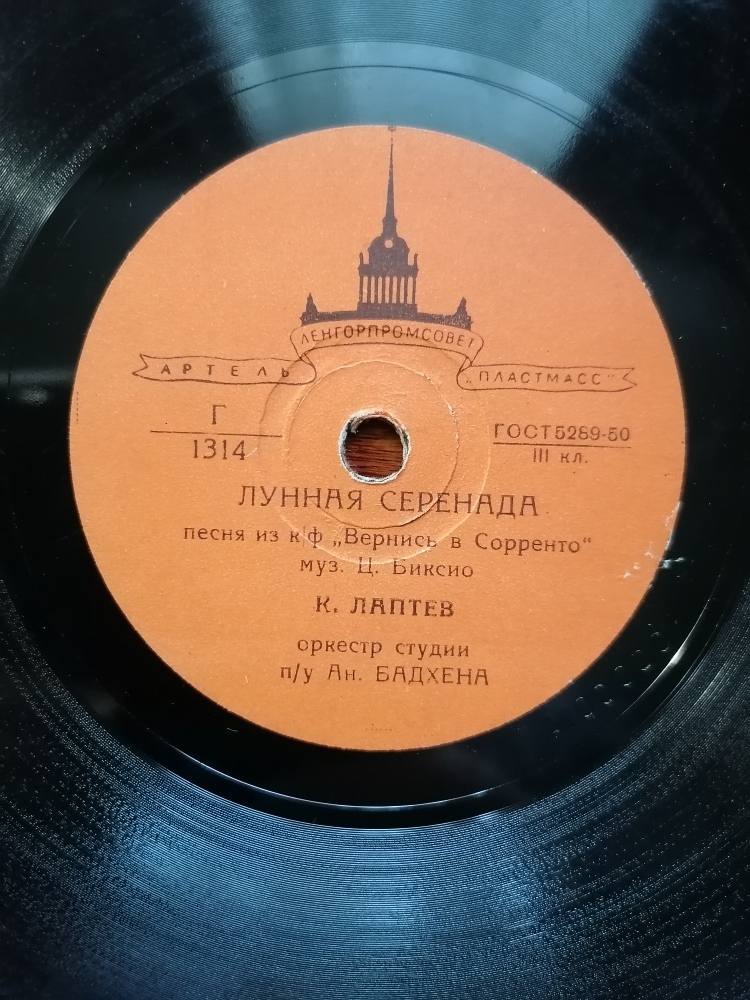 ЛЕНГОРПРОМСОВЕТ
АРТЕЛЬ „ПЛАСТМАСС"
Г
1314
ГОСТ 5289-50
III кл.
ЛУННАЯ СЕРЕНАДА
песня из к/ф „Вернись в Сорренто"
муз. Ц. Биксио
К. ЛАПТЕВ
оркестр студии
п/у Ан. БАДХЕНА